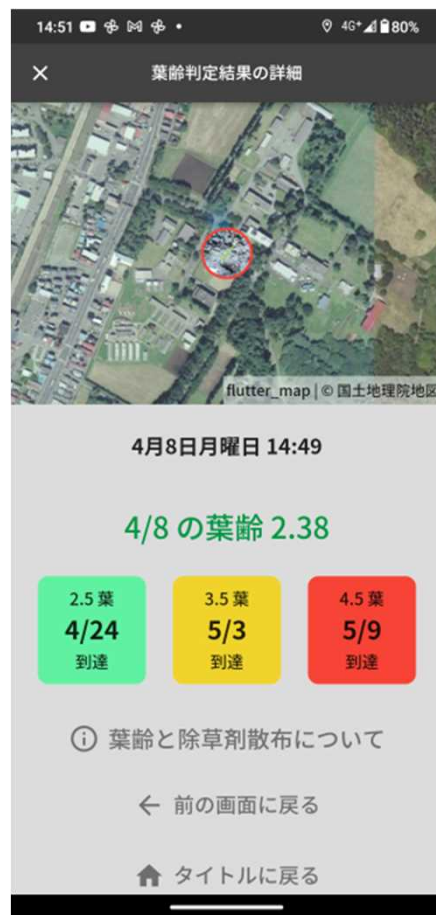 14:51 4G+ 80%
葉齢判定結果の詳細
flutter_map | © 国土地理院地図
4月8日月曜日 14:49
4/8 の葉齢 2.38
2.5 葉 3.5 葉 4.5 葉
4/24 5/3 5/9
到達 到達 到達
葉齢と除草剤散布について
前の画面に戻る
タイトルに戻る